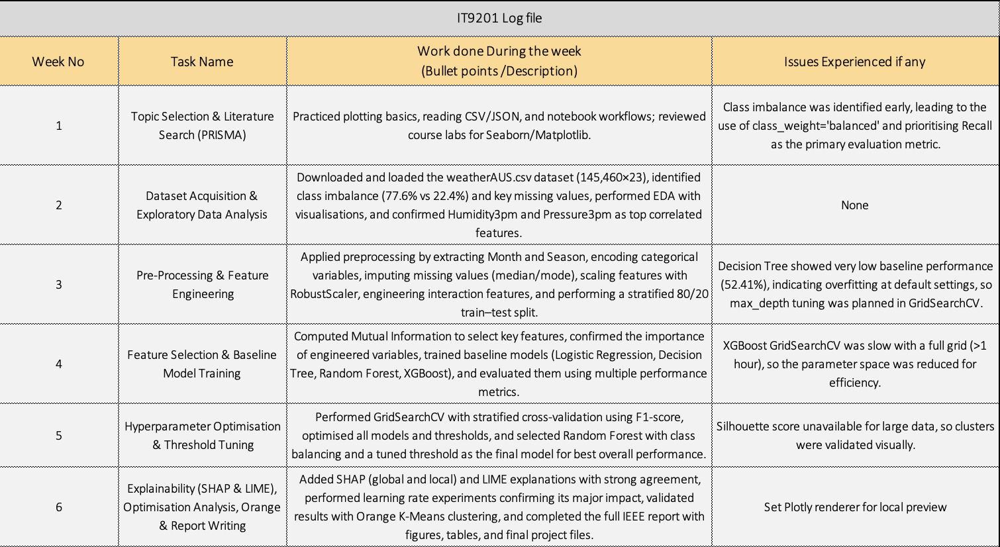 IT9201 Log file
Week No
Task Name
Work done During the week
(Bullet points /Description)
Issues Experienced if any
1
Topic Selection & Literature
Search (PRISMA)
Practiced plotting basics, reading CSV/JSON, and notebook workflows; reviewed
course labs for Seaborn/Matplotlib.
Class imbalance was identified early, leading to the
use of class_weight='balanced' and prioritising Recall
as the primary evaluation metric.
2
Dataset Acquisition &
Exploratory Data Analysis
Downloaded and loaded the weatherAUS.csv dataset (145,460×23), identified
class imbalance (77.6% vs 22.4%) and key missing values, performed EDA with
visualisations, and confirmed Humidity3pm and Pressure3pm as top correlated
features.
None
3
Pre-Processing & Feature
Engineering
Applied preprocessing by extracting Month and Season, encoding categorical
variables, imputing missing values (median/mode), scaling features with
RobustScaler, engineering interaction features, and performing a stratified 80/20
train–test split.
Decision Tree showed very low baseline performance
(52.41%), indicating overfitting at default settings, so
max_depth tuning was planned in GridSearchCV.
4
Feature Selection & Baseline
Model Training
Computed Mutual Information to select key features, confirmed the importance
of engineered variables, trained baseline models (Logistic Regression, Decision
Tree, Random Forest, XGBoost), and evaluated them using multiple performance
metrics.
XGBoost GridSearchCV was slow with a full grid (>1
hour), so the parameter space was reduced for
efficiency.
5
Hyperparameter Optimisation
& Threshold Tuning
Performed GridSearchCV with stratified cross-validation using F1-score,
optimised all models and thresholds, and selected Random Forest with class
balancing and a tuned threshold as the final model for best overall performance.
Silhouette score unavailable for large data, so clusters
were validated visually.
6
Explainability (SHAP & LIME),
Optimisation Analysis, Orange
& Report Writing
Added SHAP (global and local) and LIME explanations with strong agreement,
performed learning rate experiments confirming its major impact, validated
results with Orange K-Means clustering, and completed the full IEEE report with
figures, tables, and final project files.
Set Plotly renderer for local preview